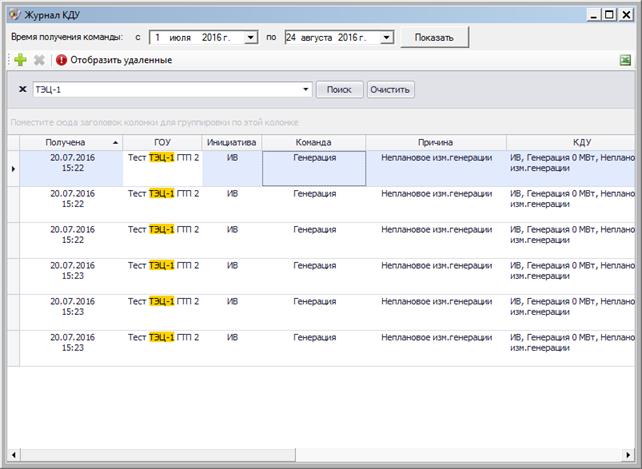 Журнал КДУ
Время получения команды: с 1 июля 2016 г. по 24 августа 2016 г. Показать
Отобразить удаленные
ТЭЦ-1 Поиск Очистить
Поместите сюда заголовок колонки для группировки по этой колонке
Получена ГОУ Инициатива Команда Причина КДУ
20.07.2016 Тест ТЭЦ-1 ГТП 2 ИВ Генерация Неплановое изм.генерации ИВ, Генерация 0 МВт, Неплано
15:22 изм.генерации
20.07.2016 Тест ТЭЦ-1 ГТП 2 ИВ Генерация Неплановое изм.генерации ИВ, Генерация 0 МВт, Неплано
15:22 изм.генерации
20.07.2016 Тест ТЭЦ-1 ГТП 2 ИВ Генерация Неплановое изм.генерации ИВ, Генерация 0 МВт, Неплано
15:22 изм.генерации
20.07.2016 Тест ТЭЦ-1 ГТП 2 ИВ Генерация Неплановое изм.генерации ИВ, Генерация 0 МВт, Неплано
15:23 изм.генерации
20.07.2016 Тест ТЭЦ-1 ГТП 2 ИВ Генерация Неплановое изм.генерации ИВ, Генерация 0 МВт, Неплано
15:23 изм.генерации
20.07.2016 Тест ТЭЦ-1 ГТП 2 ИВ Генерация Неплановое изм.генерации ИВ, Генерация 0 МВт, Неплано
15:23 изм.генерации